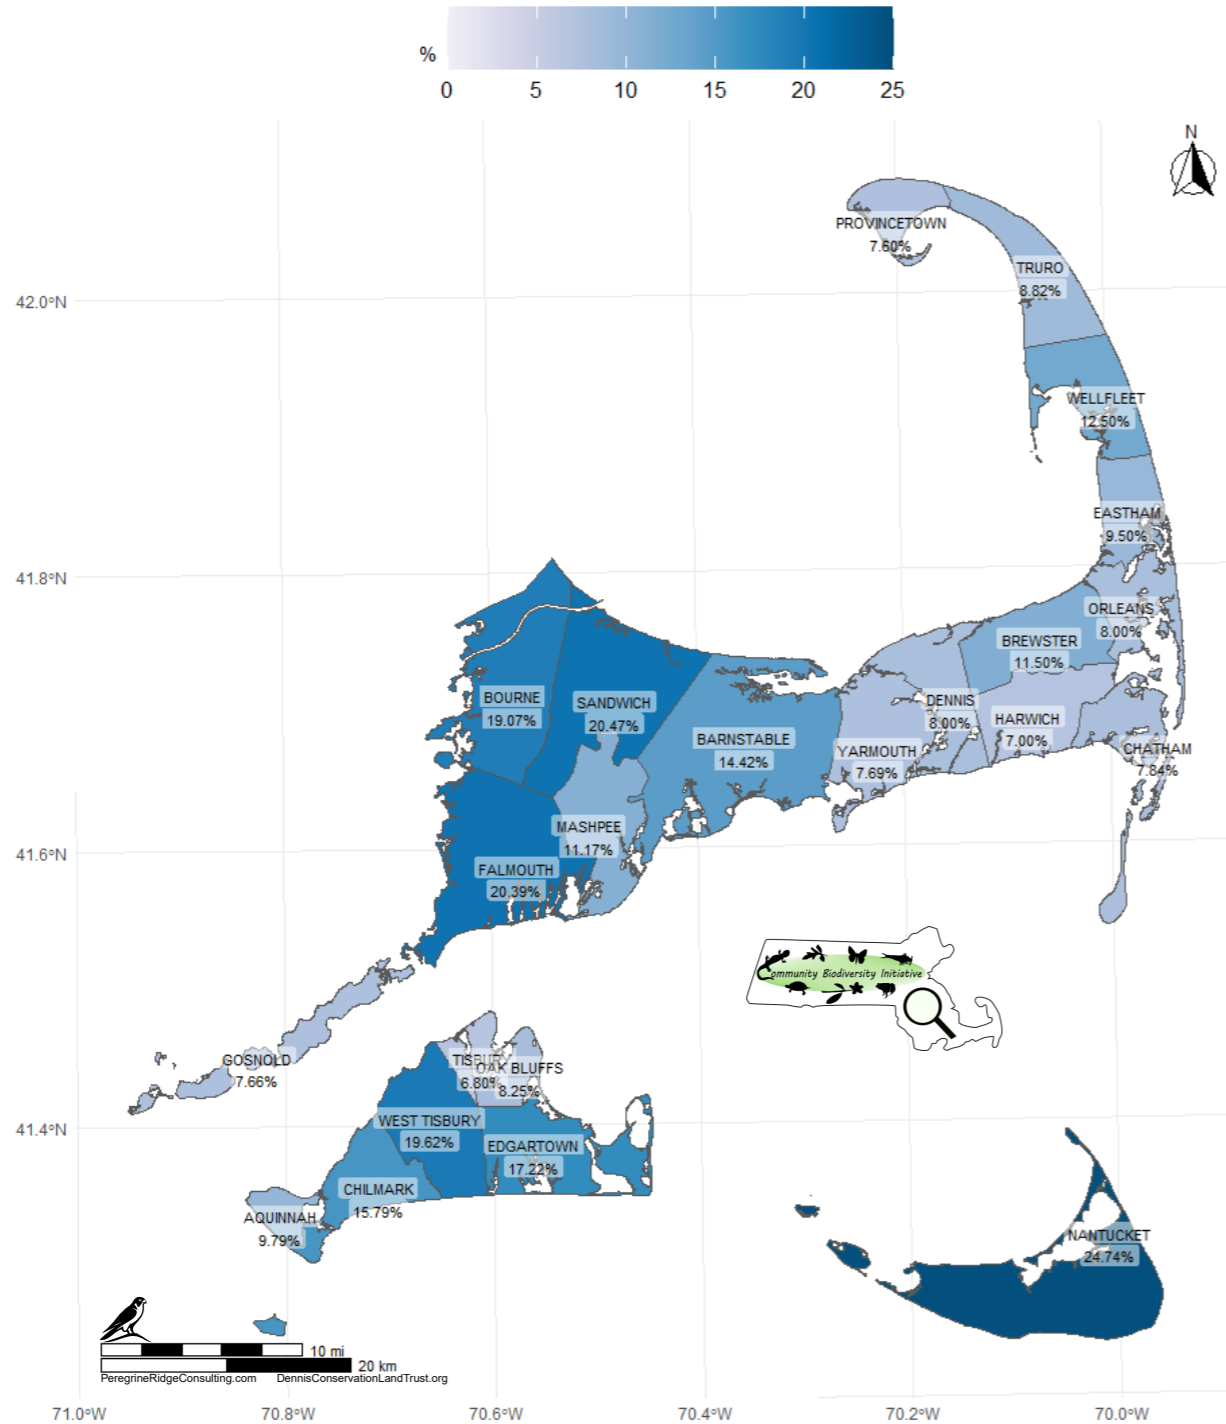 %
0 5 10 15 20 25
N
PROVINCETOWN
7.60%
TRURO
8.82%
42.0°N
WELLFLEET
12.50%
EASTHAM
9.50%
41.8°N
ORLEANS
8.00%
BREWSTER
11.50%
BOURNE
19.07%
SANDWICH
20.47%
DENNIS
8.00%
HARWICH
7.00%
BARNSTABLE
14.42%
YARMOUTH
7.69%
CHATHAM
7.84%
MASHPEE
11.17%
41.6°N
FALMOUTH
20.39%
Community Biodiversity Initiative
GOSNOLD
7.66%
TISBURY
6.80%
OAK BLUFFS
8.25%
41.4°N
WEST TISBURY
19.62%
EDGARTOWN
17.22%
CHILMARK
15.79%
AQUINNAH
9.79%
NANTUCKET
24.74%
10 mi
20 km
PeregrineRidgeConsulting.com DennisConservationLandTrust.org
71.0°W 70.8°W 70.6°W 70.4°W 70.2°W 70.0°W